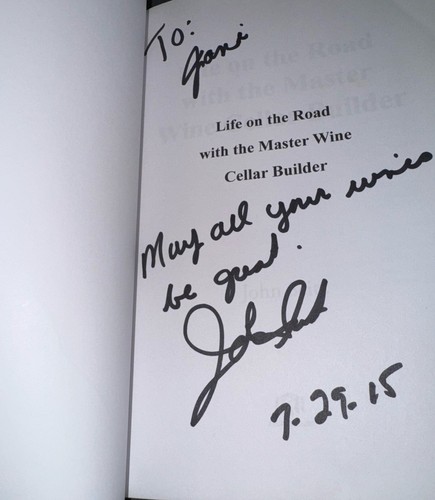 To:
Jani
Life on the Road
with the Master Wine
Cellar Builder
May all your wines
be great.
John
7.29.15